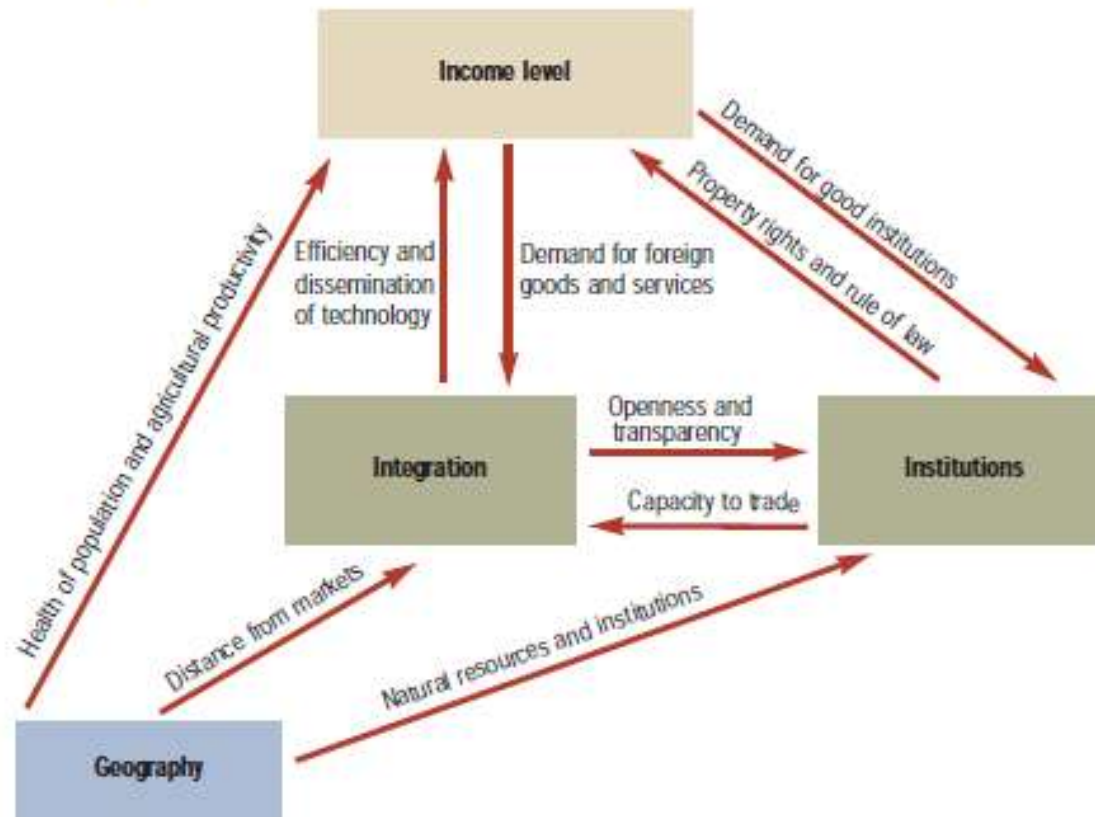 Income level
Demand for good institutions
Property rights and rule of law
Health of population and agricultural productivity
Efficiency and
dissemination
of technology
Demand for foreign
goods and services
Openness and
transparency
Integration
Institutions
Capacity to trade
Distance from markets
Natural resources and institutions
Geography